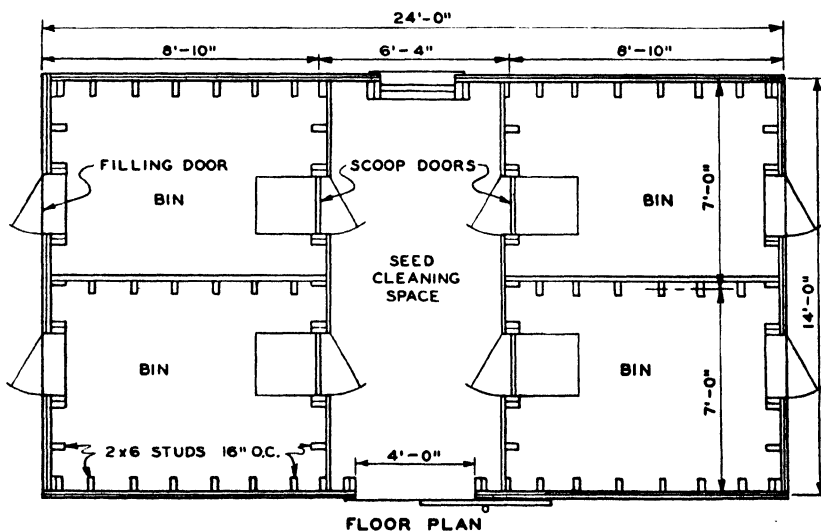 24'-0"
8'-10"
6'-4"
8'-10"
FILLING DOOR
SCOOP DOORS
BIN
BIN
7'-0"
SEED
CLEANING
SPACE
14'-0"
BIN
BIN
7'-0"
2x6 STUDS 16" O.C.
4'-0"
FLOOR PLAN